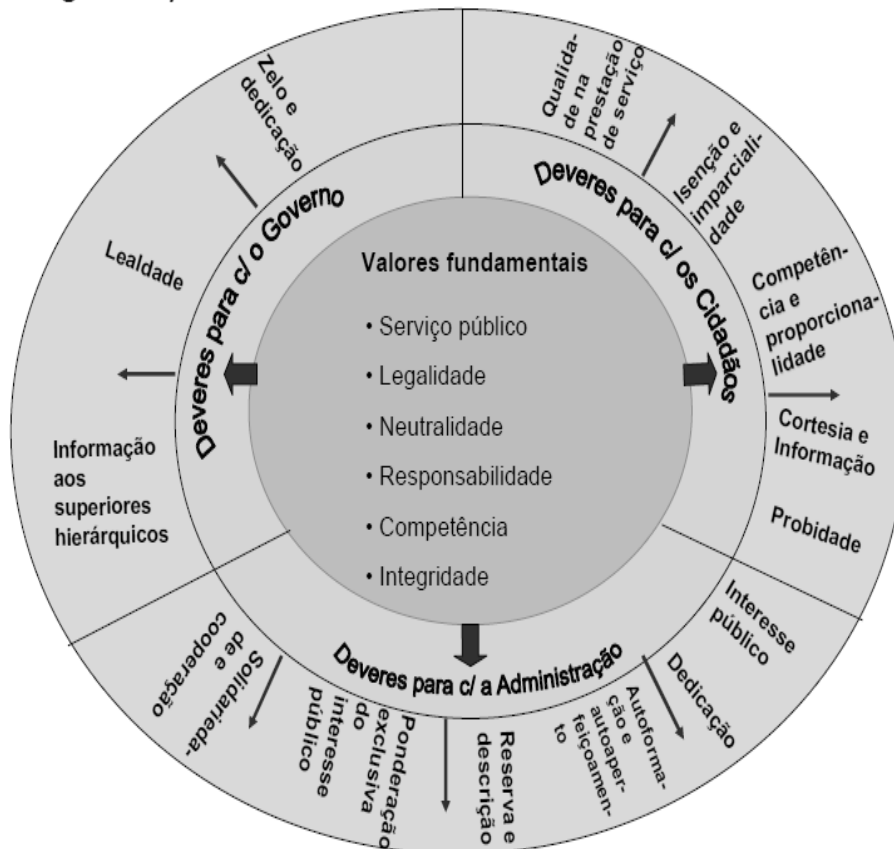 Zelo e
dedicação
Lealdade
Informação
aos
superiores
hierárquicos
Deveres para c/ o Governo
Qualida-
de na
prestação
de serviço
Isenção e
imparciali-
dade
Competên-
cia e
proporciona-
lidade
Cortesia e
Informação
Probidade
Deveres para c/ os Cidadãos
Valores fundamentais
• Serviço público
• Legalidade
• Neutralidade
• Responsabilidade
• Competência
• Integridade
Deveres para c/ a Administração
Interesse
público
Dedicação
Autoforma-
ção e
autoaper-
feiçoamen-
to
Reserva e
descrição
Ponderação
exclusiva
do
interesse
público
Solidarieda-
de e
cooperação